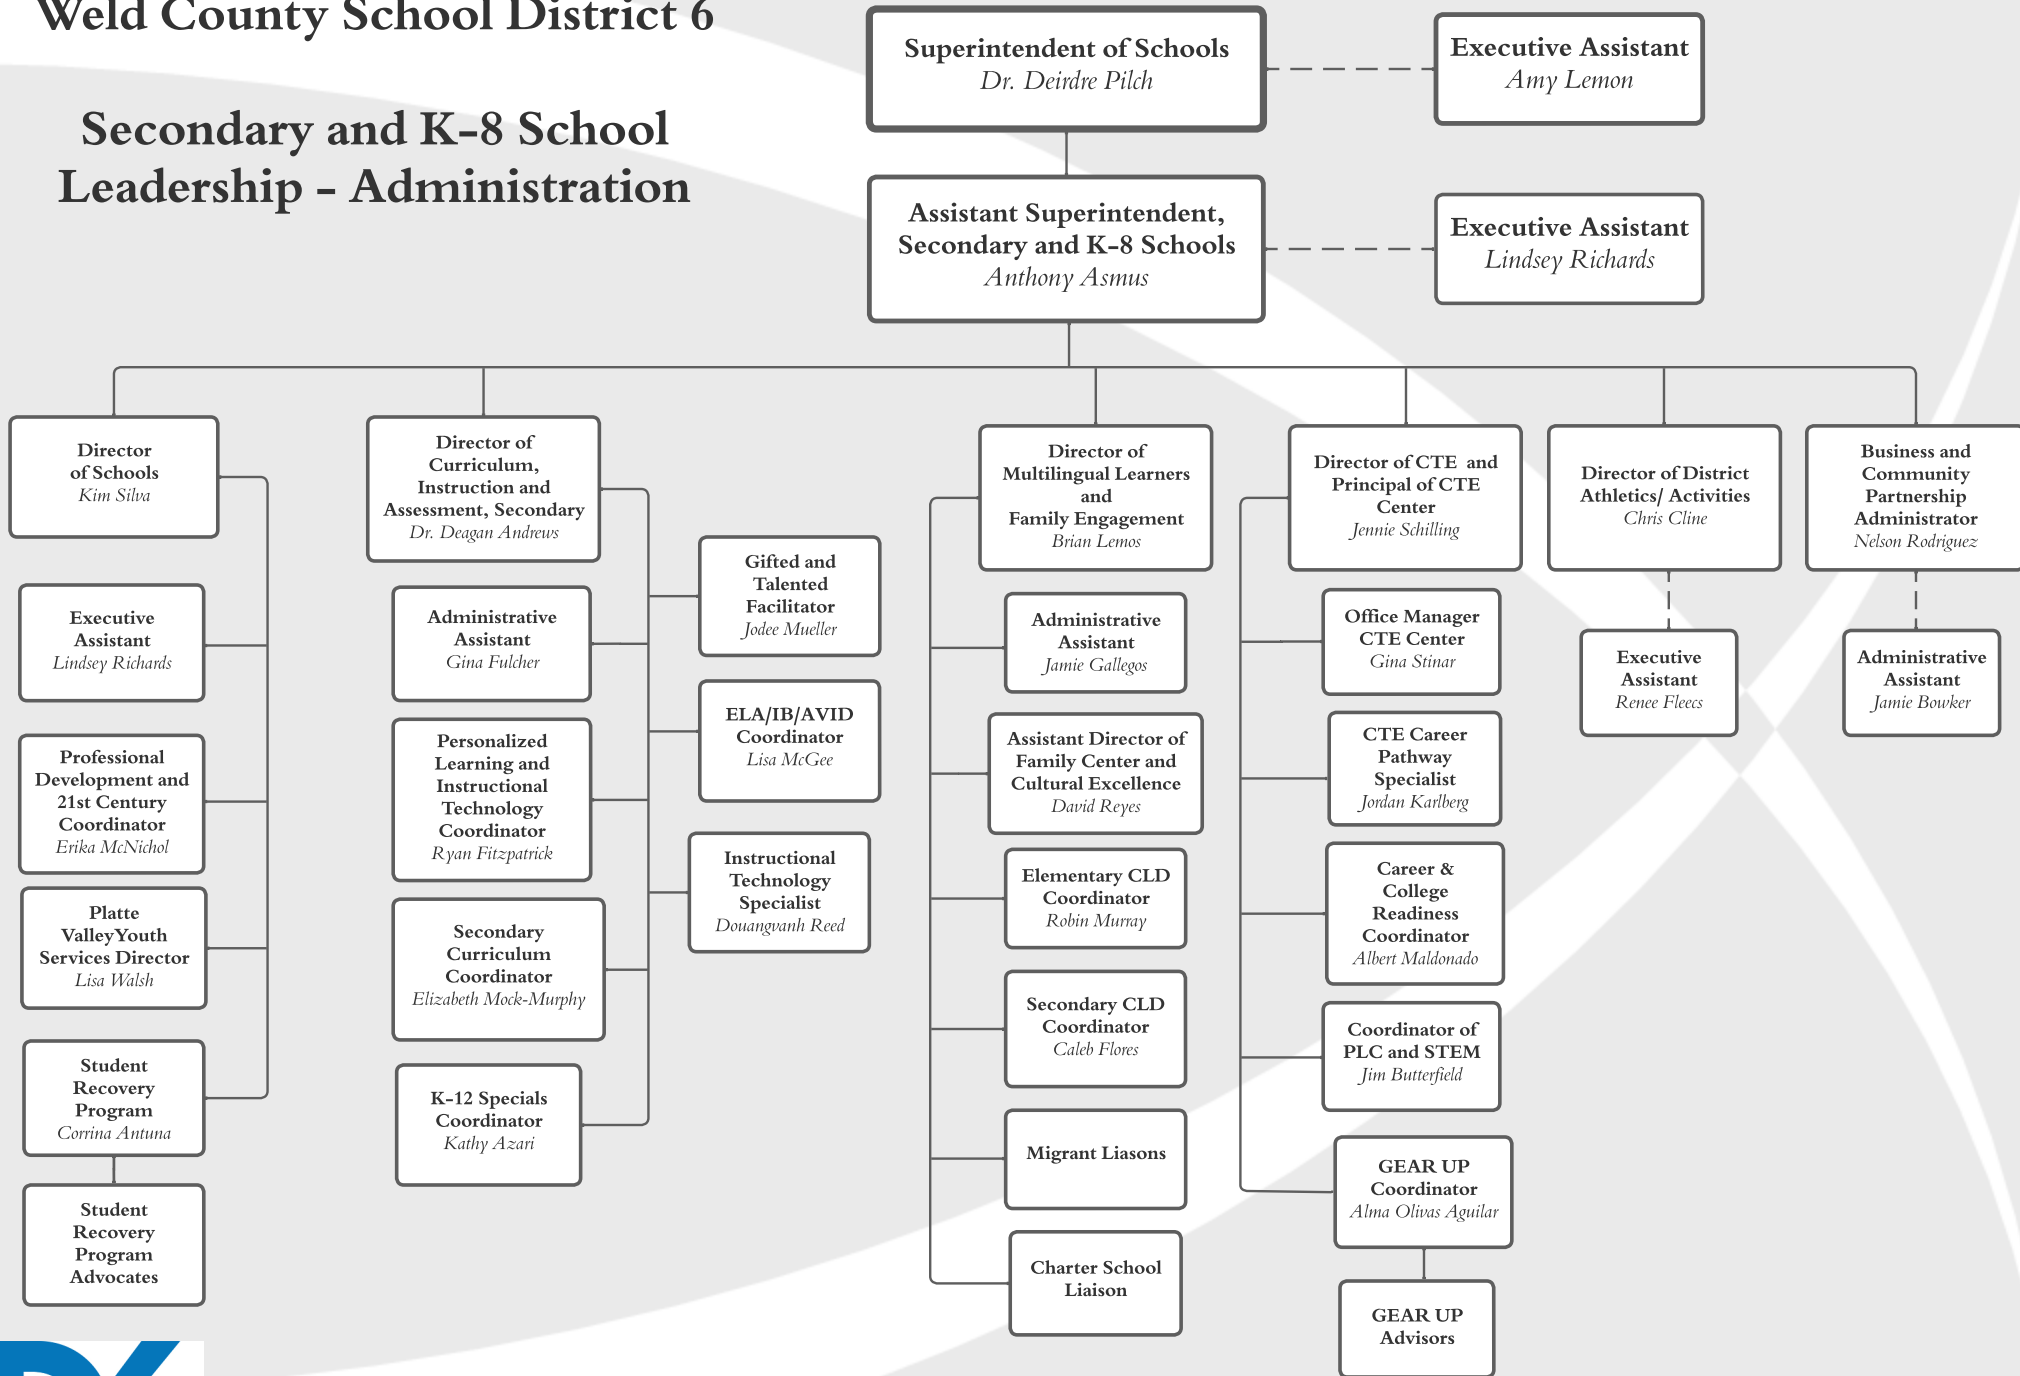 Weld County School District 6
Secondary and K-8 School
Leadership - Administration
Superintendent of Schools
Dr. Deirdre Pilch
Executive Assistant
Amy Lemon
Assistant Superintendent,
Secondary and K-8 Schools
Anthony Asmus
Executive Assistant
Lindsey Richards
Director
of Schools
Kim Silva
Executive
Assistant
Lindsey Richards
Professional
Development and
21st Century
Coordinator
Erika McNichol
Platte
ValleyYouth
Services Director
Lisa Walsh
Student
Recovery
Program
Corrina Antuna
Student
Recovery
Program
Advocates
Director of
Curriculum,
Instruction and
Assessment, Secondary
Dr. Deagan Andrews
Administrative
Assistant
Gina Fulcher
Personalized
Learning and
Instructional
Technology
Coordinator
Ryan Fitzpatrick
Secondary
Curriculum
Coordinator
Elizabeth Mock-Murphy
K-12 Specials
Coordinator
Kathy Azari
Gifted and
Talented
Facilitator
Jodee Mueller
ELA/IB/AVID
Coordinator
Lisa McGee
Instructional
Technology
Specialist
Douangvanh Reed
Director of
Multilingual Learners
and
Family Engagement
Brian Lemos
Administrative
Assistant
Jamie Gallegos
Assistant Director of
Family Center and
Cultural Excellence
David Reyes
Elementary CLD
Coordinator
Robin Murray
Secondary CLD
Coordinator
Caleb Flores
Migrant Liasons
Charter School
Liaison
Director of CTE and
Principal of CTE
Center
Jennie Schilling
Office Manager
CTE Center
Gina Stinar
CTE Career
Pathway
Specialist
Jordan Karlberg
Career &
College
Readiness
Coordinator
Albert Maldonado
Coordinator of
PLC and STEM
Jim Butterfield
GEAR UP
Coordinator
Alma Olivas Aguilar
GEAR UP
Advisors
Director of District
Athletics/ Activities
Chris Cline
Executive
Assistant
Renee Fleecs
Business and
Community
Partnership
Administrator
Nelson Rodriguez
Administrative
Assistant
Jamie Bowker